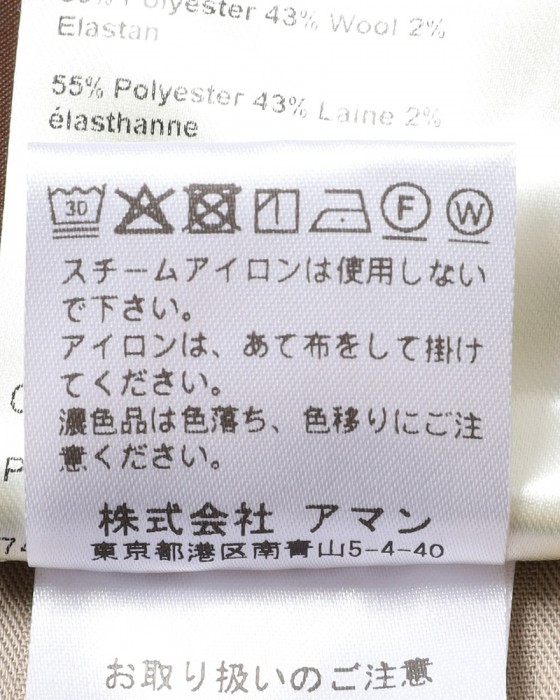 Polyester 43% Wool 2%
Elastan
55% Polyester 43% Laine 2%
élasthanne
30 F W
スチームアイロンは使用しない
で下さい。
アイロンは、あて布をして掛け
てください。
濃色品は色落ち、色移りにご注
意ください。
株式会社 アマン
東京都港区南青山5-4-40
お取り扱いのご注意